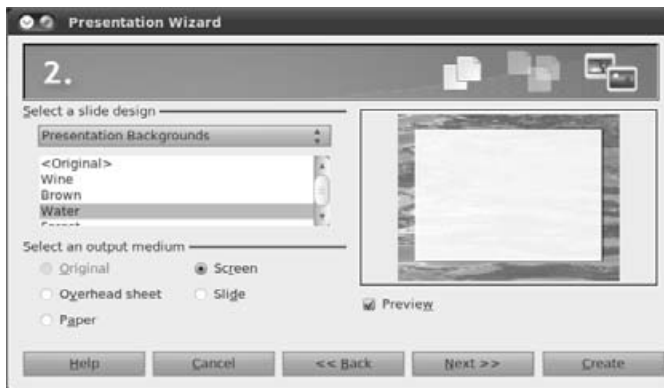 Presentation Wizard
2.
Select a slide design
Presentation Backgrounds
<Original>
Wine
Brown
Water
Forest
Select an output medium
Original
Screen
Overhead sheet
Slide
Paper
Preview
Help
Cancel
<< Back
Next >>
Create